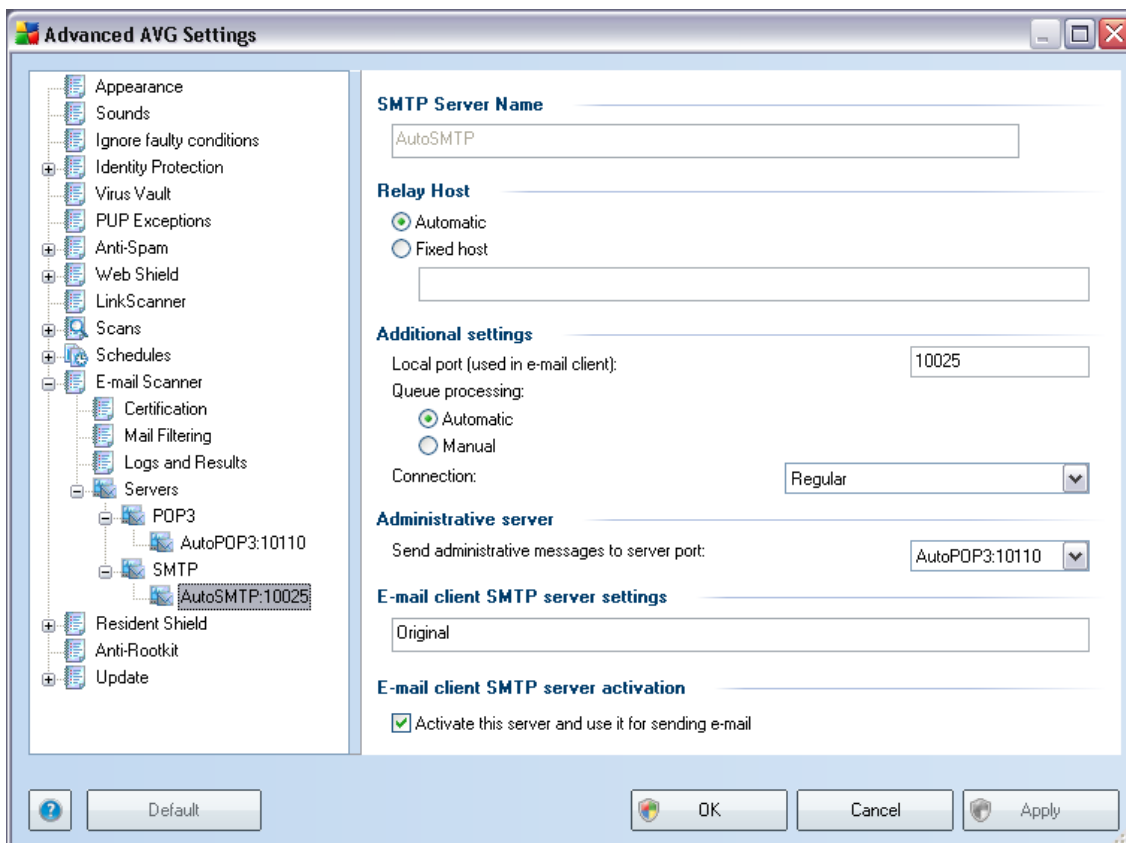 Advanced AVG Settings
Appearance
Sounds
Ignore faulty conditions
Identity Protection
Virus Vault
PUP Exceptions
Anti-Spam
Web Shield
LinkScanner
Scans
Schedules
E-mail Scanner
Certification
Mail Filtering
Logs and Results
Servers
POP3
AutoPOP3:10110
SMTP
AutoSMTP:10025
Resident Shield
Anti-Rootkit
Update
SMTP Server Name
AutoSMTP
Relay Host
Automatic
Fixed host
Additional settings
Local port (used in e-mail client): 10025
Queue processing:
Automatic
Manual
Connection: Regular
Administrative server
Send administrative messages to server port: AutoPOP3:10110
E-mail client SMTP server settings
Original
E-mail client SMTP server activation
Activate this server and use it for sending e-mail
? Default OK Cancel Apply